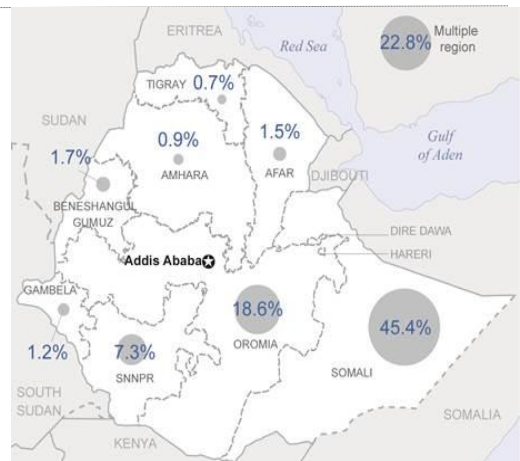 ERITREA
Red Sea
22.8%
Multiple
region
TIGRAY 0.7%
SUDAN
0.9%
AMHARA
1.5%
AFAR
Gulf
of Aden
1.7%
DJIBOUTI
BENESHANGUL
GUMUZ
DIRE DAWA
HARERI
Addis Ababa
GAMBELA
1.2%
7.3%
SNNPR
18.6%
OROMIA
45.4%
SOMALI
SOUTH
SUDAN
SOMALIA
KENYA